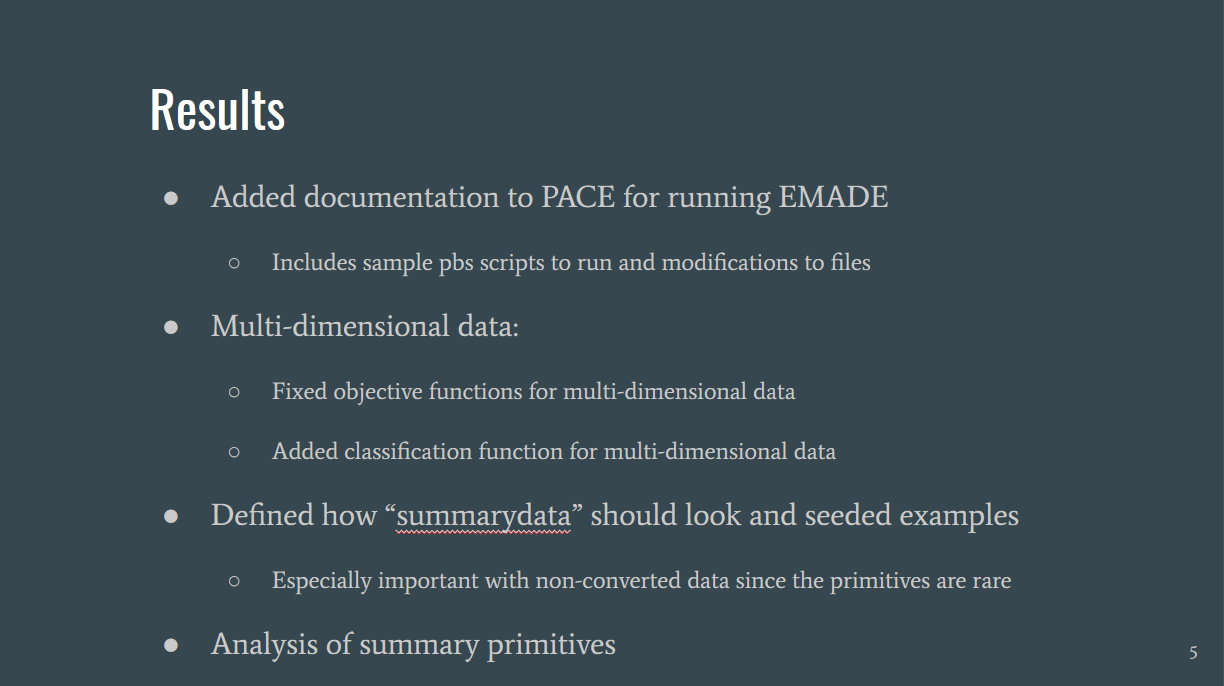 Results
● Added documentation to PACE for running EMADE
○ Includes sample pbs scripts to run and modifications to files
● Multi-dimensional data:
○ Fixed objective functions for multi-dimensional data
○ Added classification function for multi-dimensional data
● Defined how “summarydata” should look and seeded examples
○ Especially important with non-converted data since the primitives are rare
● Analysis of summary primitives
5